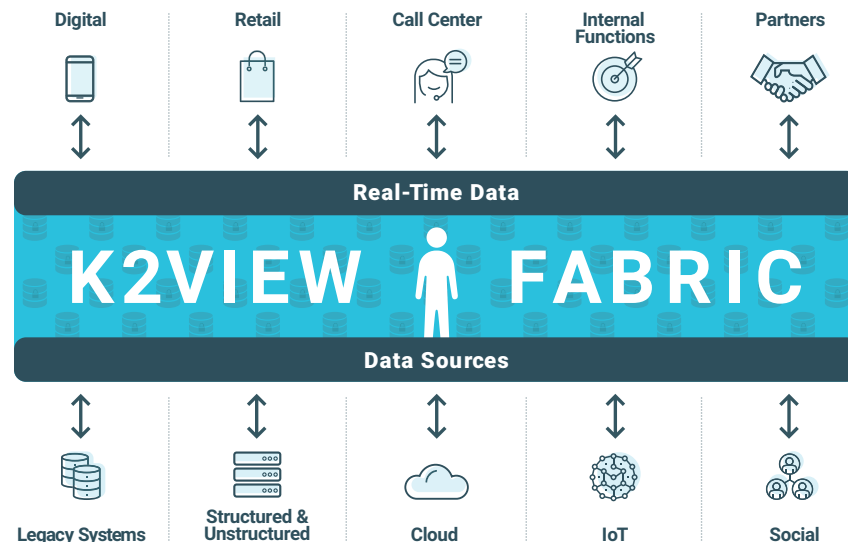 Digital
Retail
Call Center
Internal
Functions
Partners
Real-Time Data
K2VIEW FABRIC
Data Sources
Legacy Systems
Structured &
Unstructured
Cloud
IoT
Social